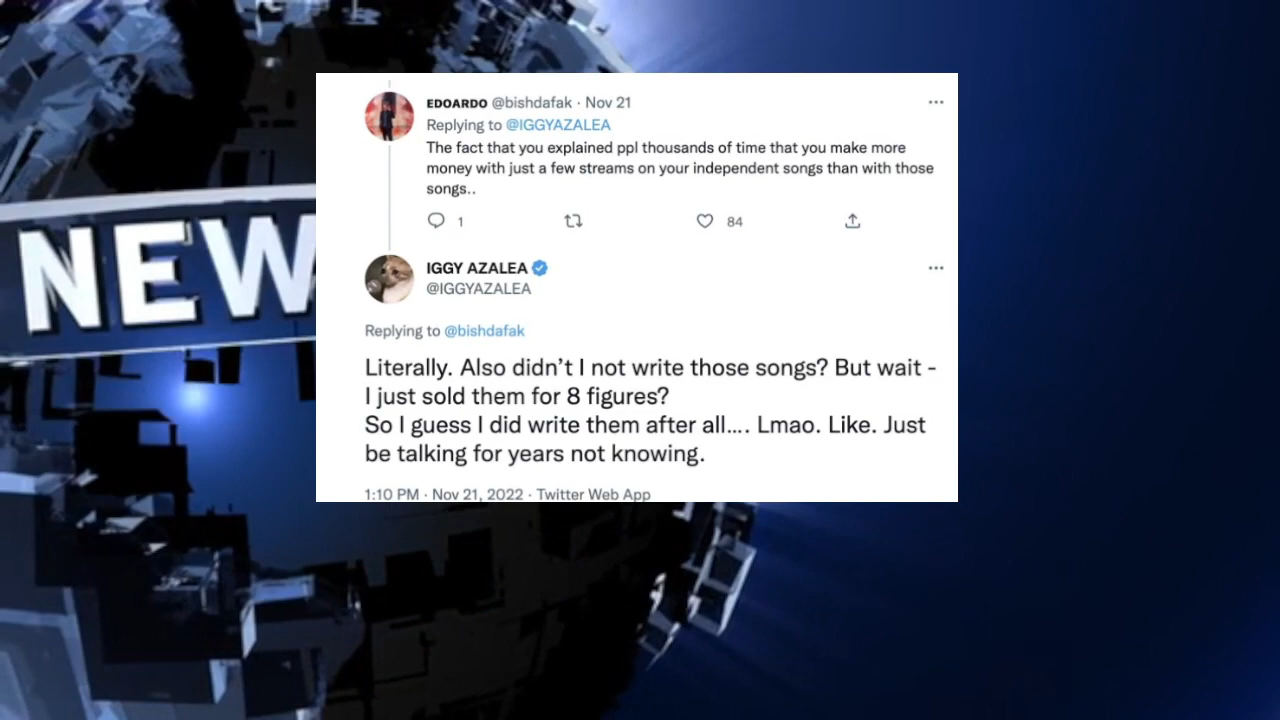 NEW
EDOARDO @bishdafak · Nov 21
Replying to @IGGYAZALEA
The fact that you explained ppl thousands of time that you make more
money with just a few streams on your independent songs than with those
songs..
1 84
IGGY AZALEA
@IGGYAZALEA
Replying to @bishdafak
Literally. Also didn't I not write those songs? But wait -
I just sold them for 8 figures?
So I guess I did write them after all.... Lmao. Like. Just
be talking for years not knowing.
1:10 PM · Nov 21, 2022 · Twitter Web App